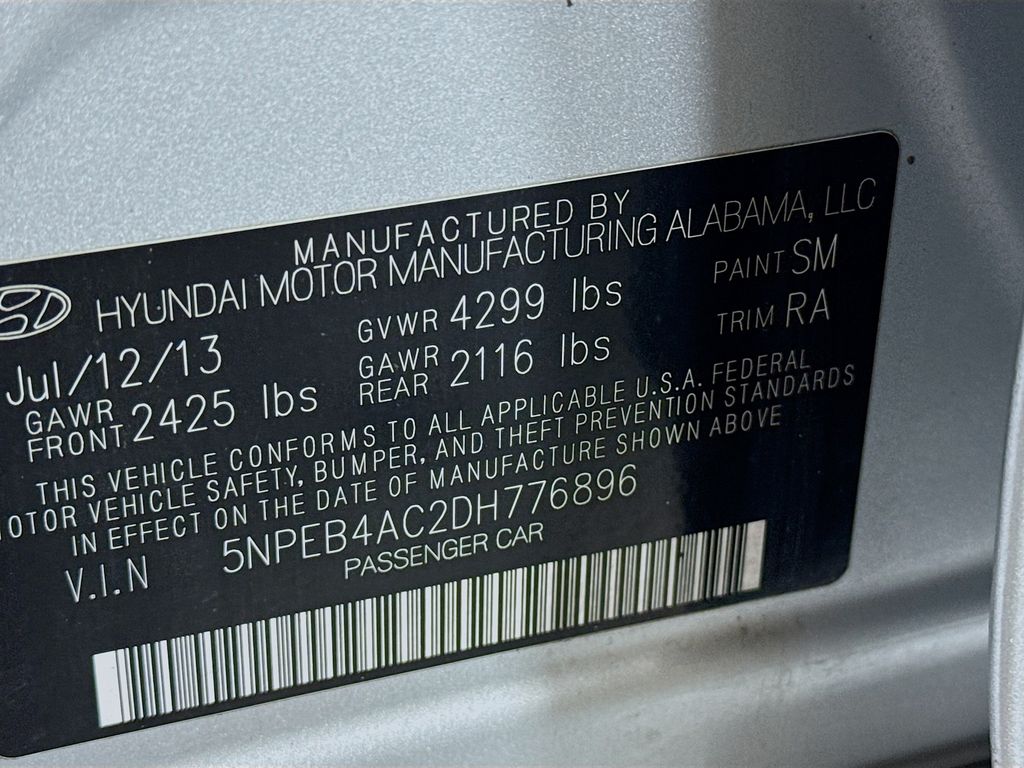 MANUFACTURED BY
HYUNDAI MOTOR MANUFACTURING ALABAMA, LLC
Jul/12/13 GVWR 4299 lbs PAINT SM
GAWR FRONT 2425 lbs GAWR REAR 2116 lbs TRIM RA
THIS VEHICLE CONFORMS TO ALL APPLICABLE U.S.A. FEDERAL
MOTOR VEHICLE SAFETY, BUMPER, AND THEFT PREVENTION STANDARDS
IN EFFECT ON THE DATE OF MANUFACTURE SHOWN ABOVE
V.I.N 5NPEB4AC2DH776896
PASSENGER CAR